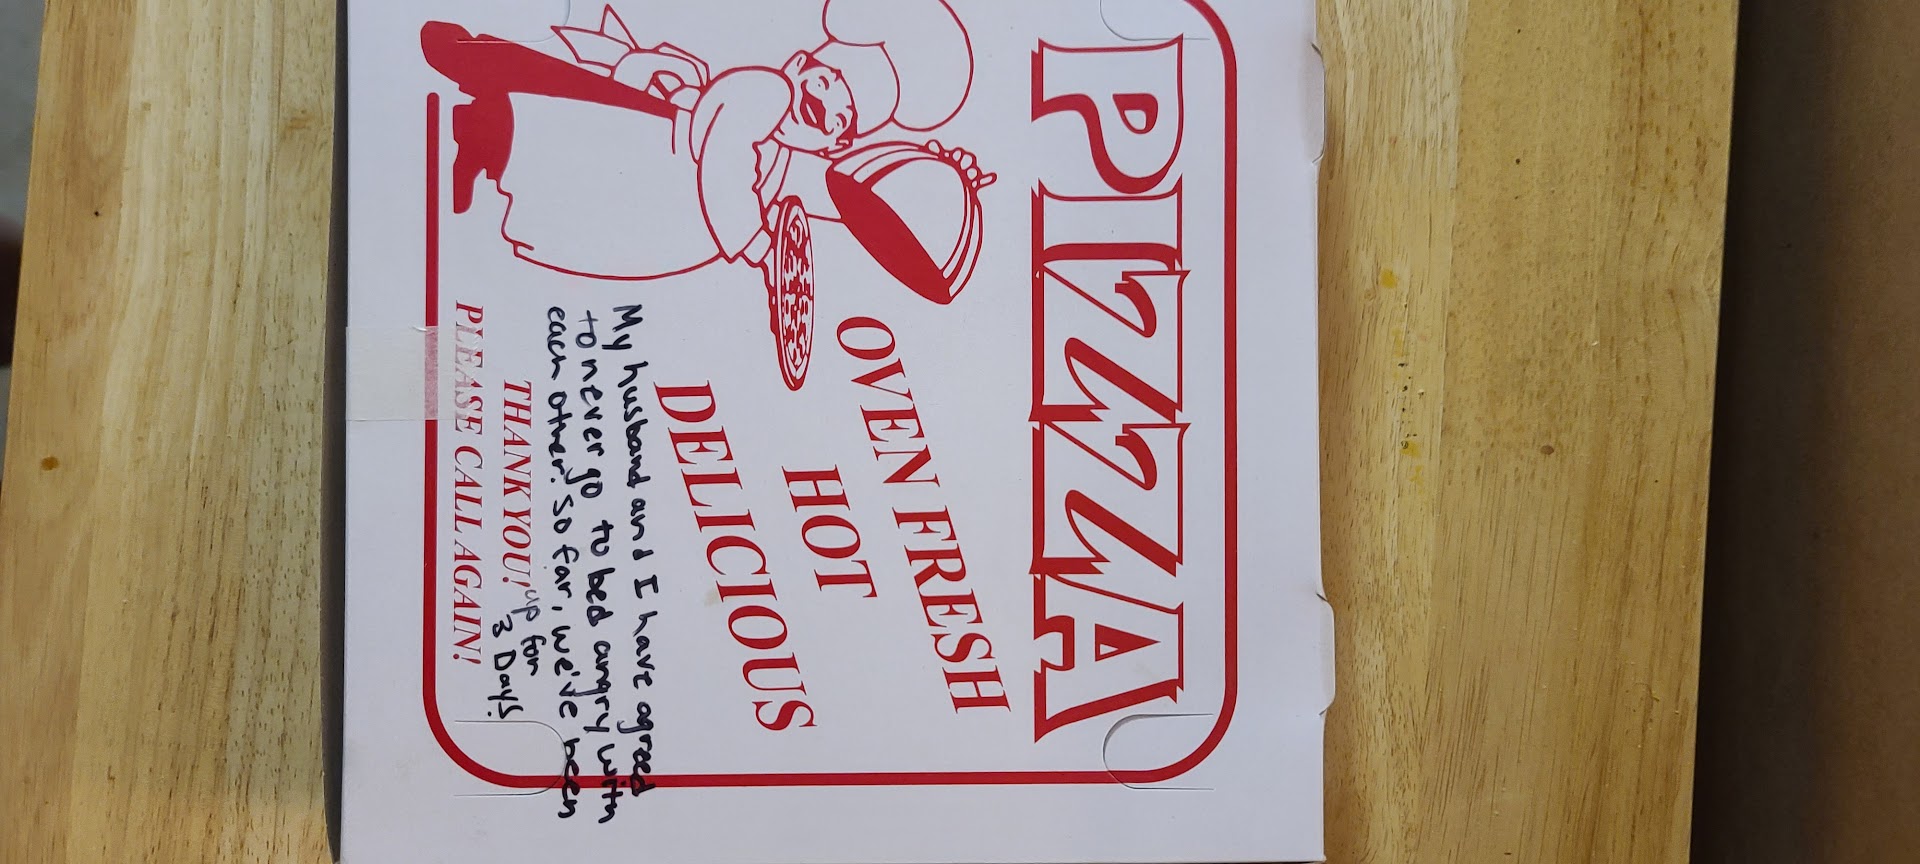 PIZZA
OVEN FRESH
HOT
DELICIOUS
My husband and I have agreed
to never go to bed angry with
each other. So far, we've been
up for
3 Days.
THANK YOU!
PLEASE CALL AGAIN!